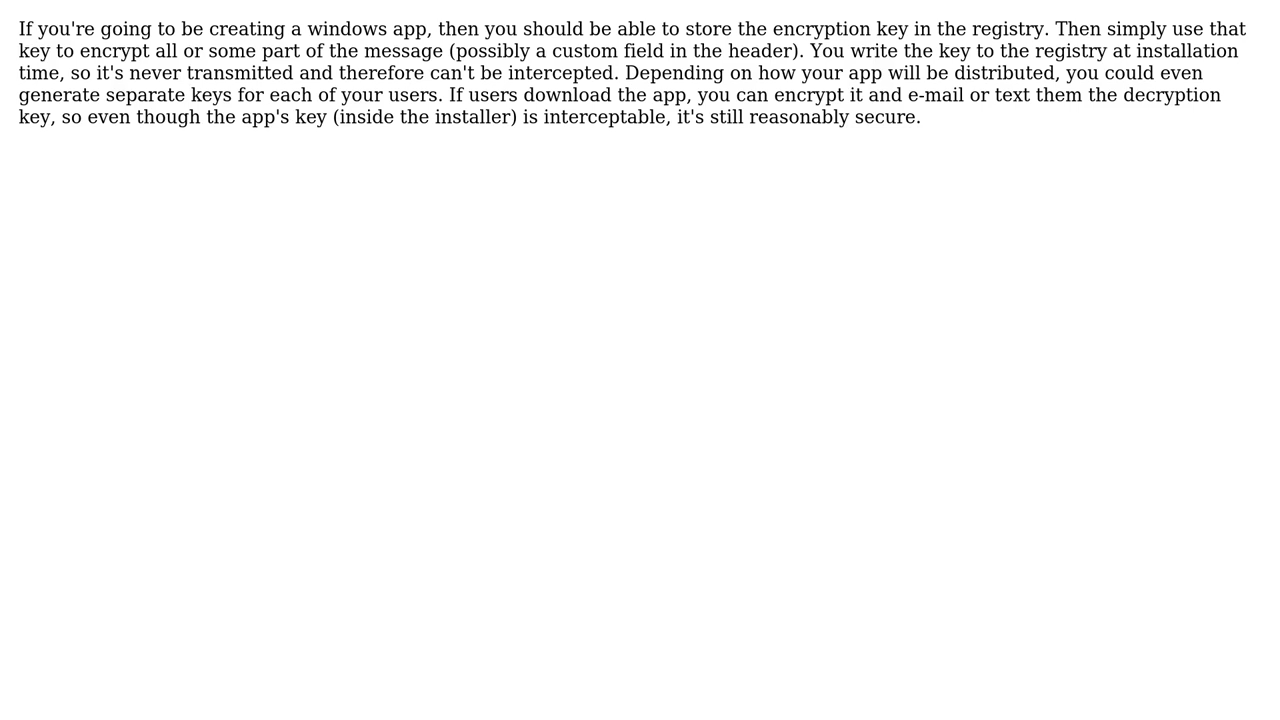 If you're going to be creating a windows app, then you should be able to store the encryption key in the registry. Then simply use that
key to encrypt all or some part of the message (possibly a custom field in the header). You write the key to the registry at installation
time, so it's never transmitted and therefore can't be intercepted. Depending on how your app will be distributed, you could even
generate separate keys for each of your users. If users download the app, you can encrypt it and e-mail or text them the decryption
key, so even though the app's key (inside the installer) is interceptable, it's still reasonably secure.